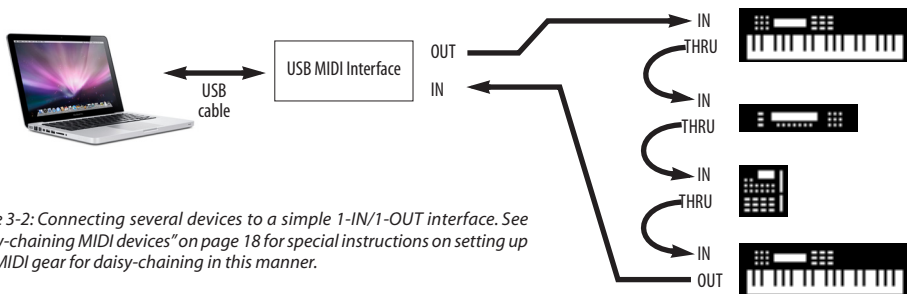 IN
OUT
THRU
USB MIDI Interface
USB
cable
IN
IN
THRU
IN
THRU
IN
OUT
3-2: Connecting several devices to a simple 1-IN/1-OUT interface. See
-chaining MIDI devices” on page 18 for special instructions on setting up
MIDI gear for daisy-chaining in this manner.